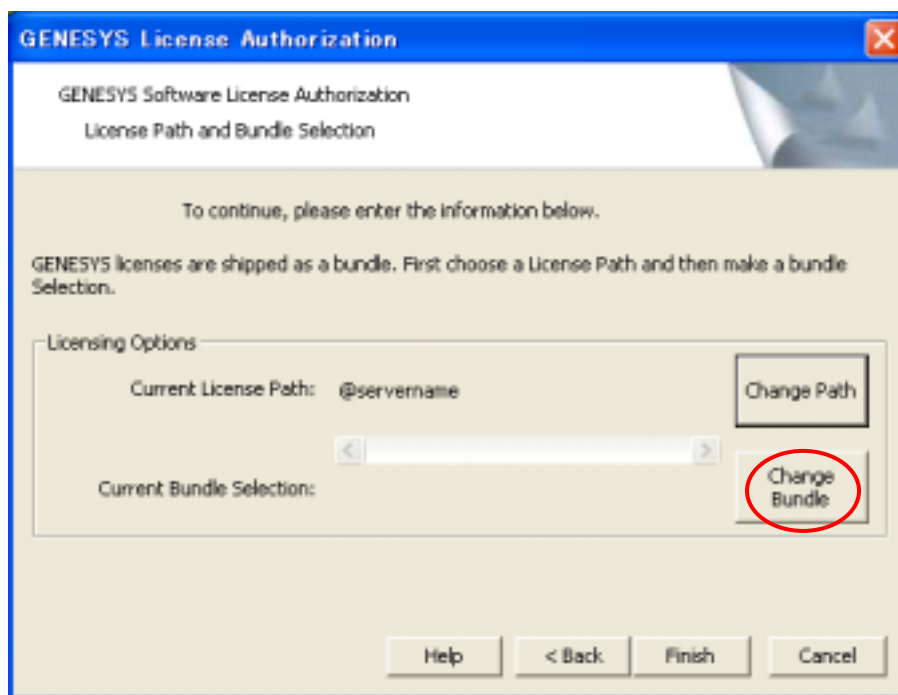 GENESYS License Authorization
GENESYS Software License Authorization
License Path and Bundle Selection
To continue, please enter the information below.
GENESYS licenses are shipped as a bundle. First choose a License Path and then make a bundle
Selection.
Licensing Options
Current License Path: @servername
Change Path
Current Bundle Selection:
Change
Bundle
Help < Back Finish Cancel